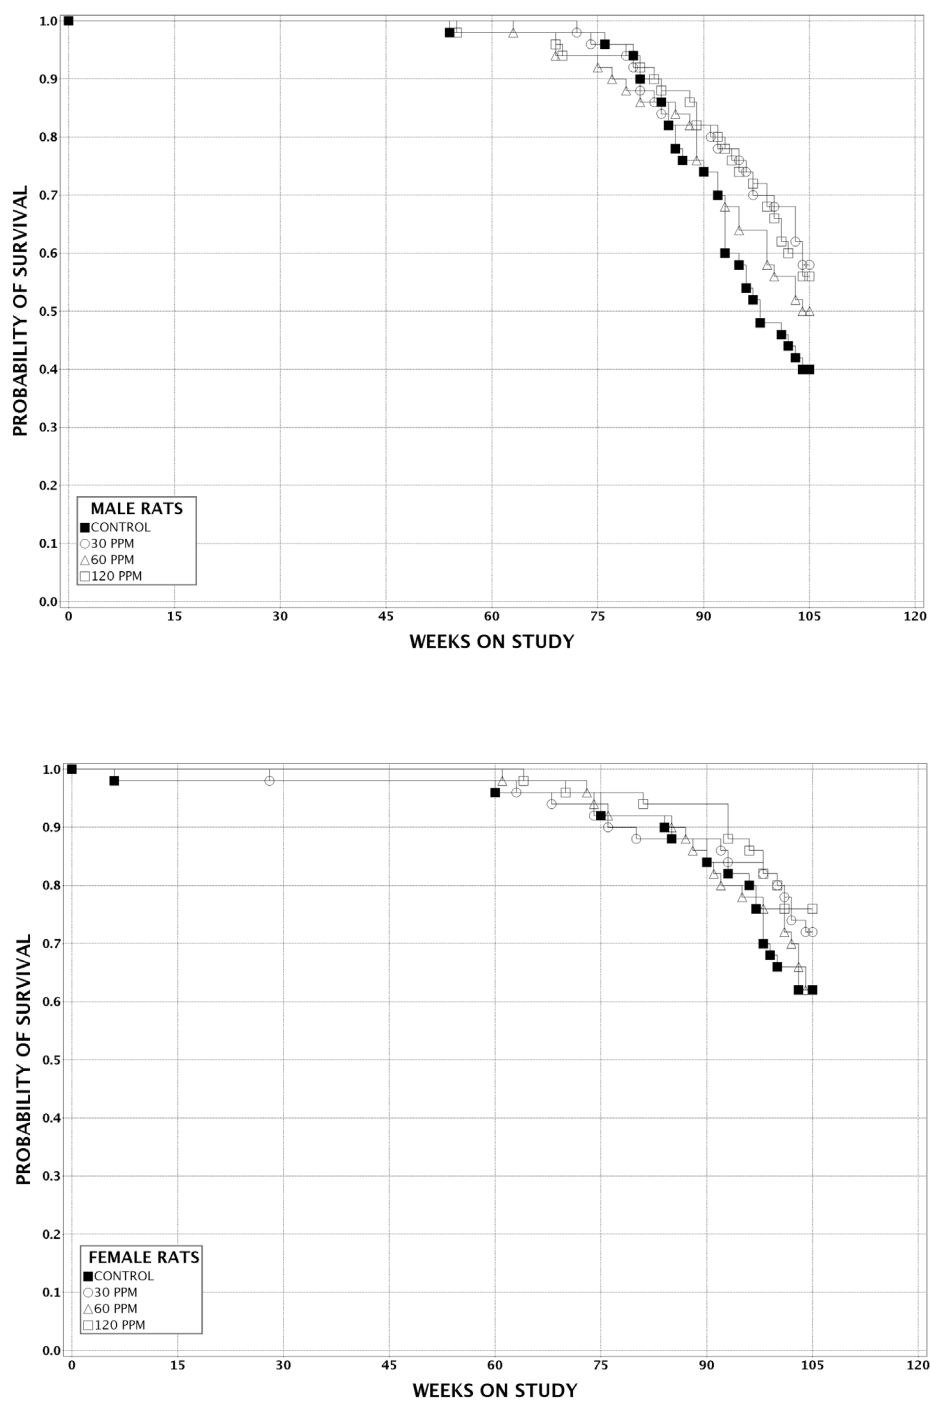 1.0
0.9
0.8
0.7
0.6
0.5
0.4
0.3
0.2
0.1
0.0
PROBABILITY OF SURVIVAL
MALE RATS
CONTROL
30 PPM
60 PPM
120 PPM
0 15 30 45 60 75 90 105 120
WEEKS ON STUDY
1.0
0.9
0.8
0.7
0.6
0.5
0.4
0.3
0.2
0.1
0.0
PROBABILITY OF SURVIVAL
FEMALE RATS
CONTROL
30 PPM
60 PPM
120 PPM
0 15 30 45 60 75 90 105 120
WEEKS ON STUDY